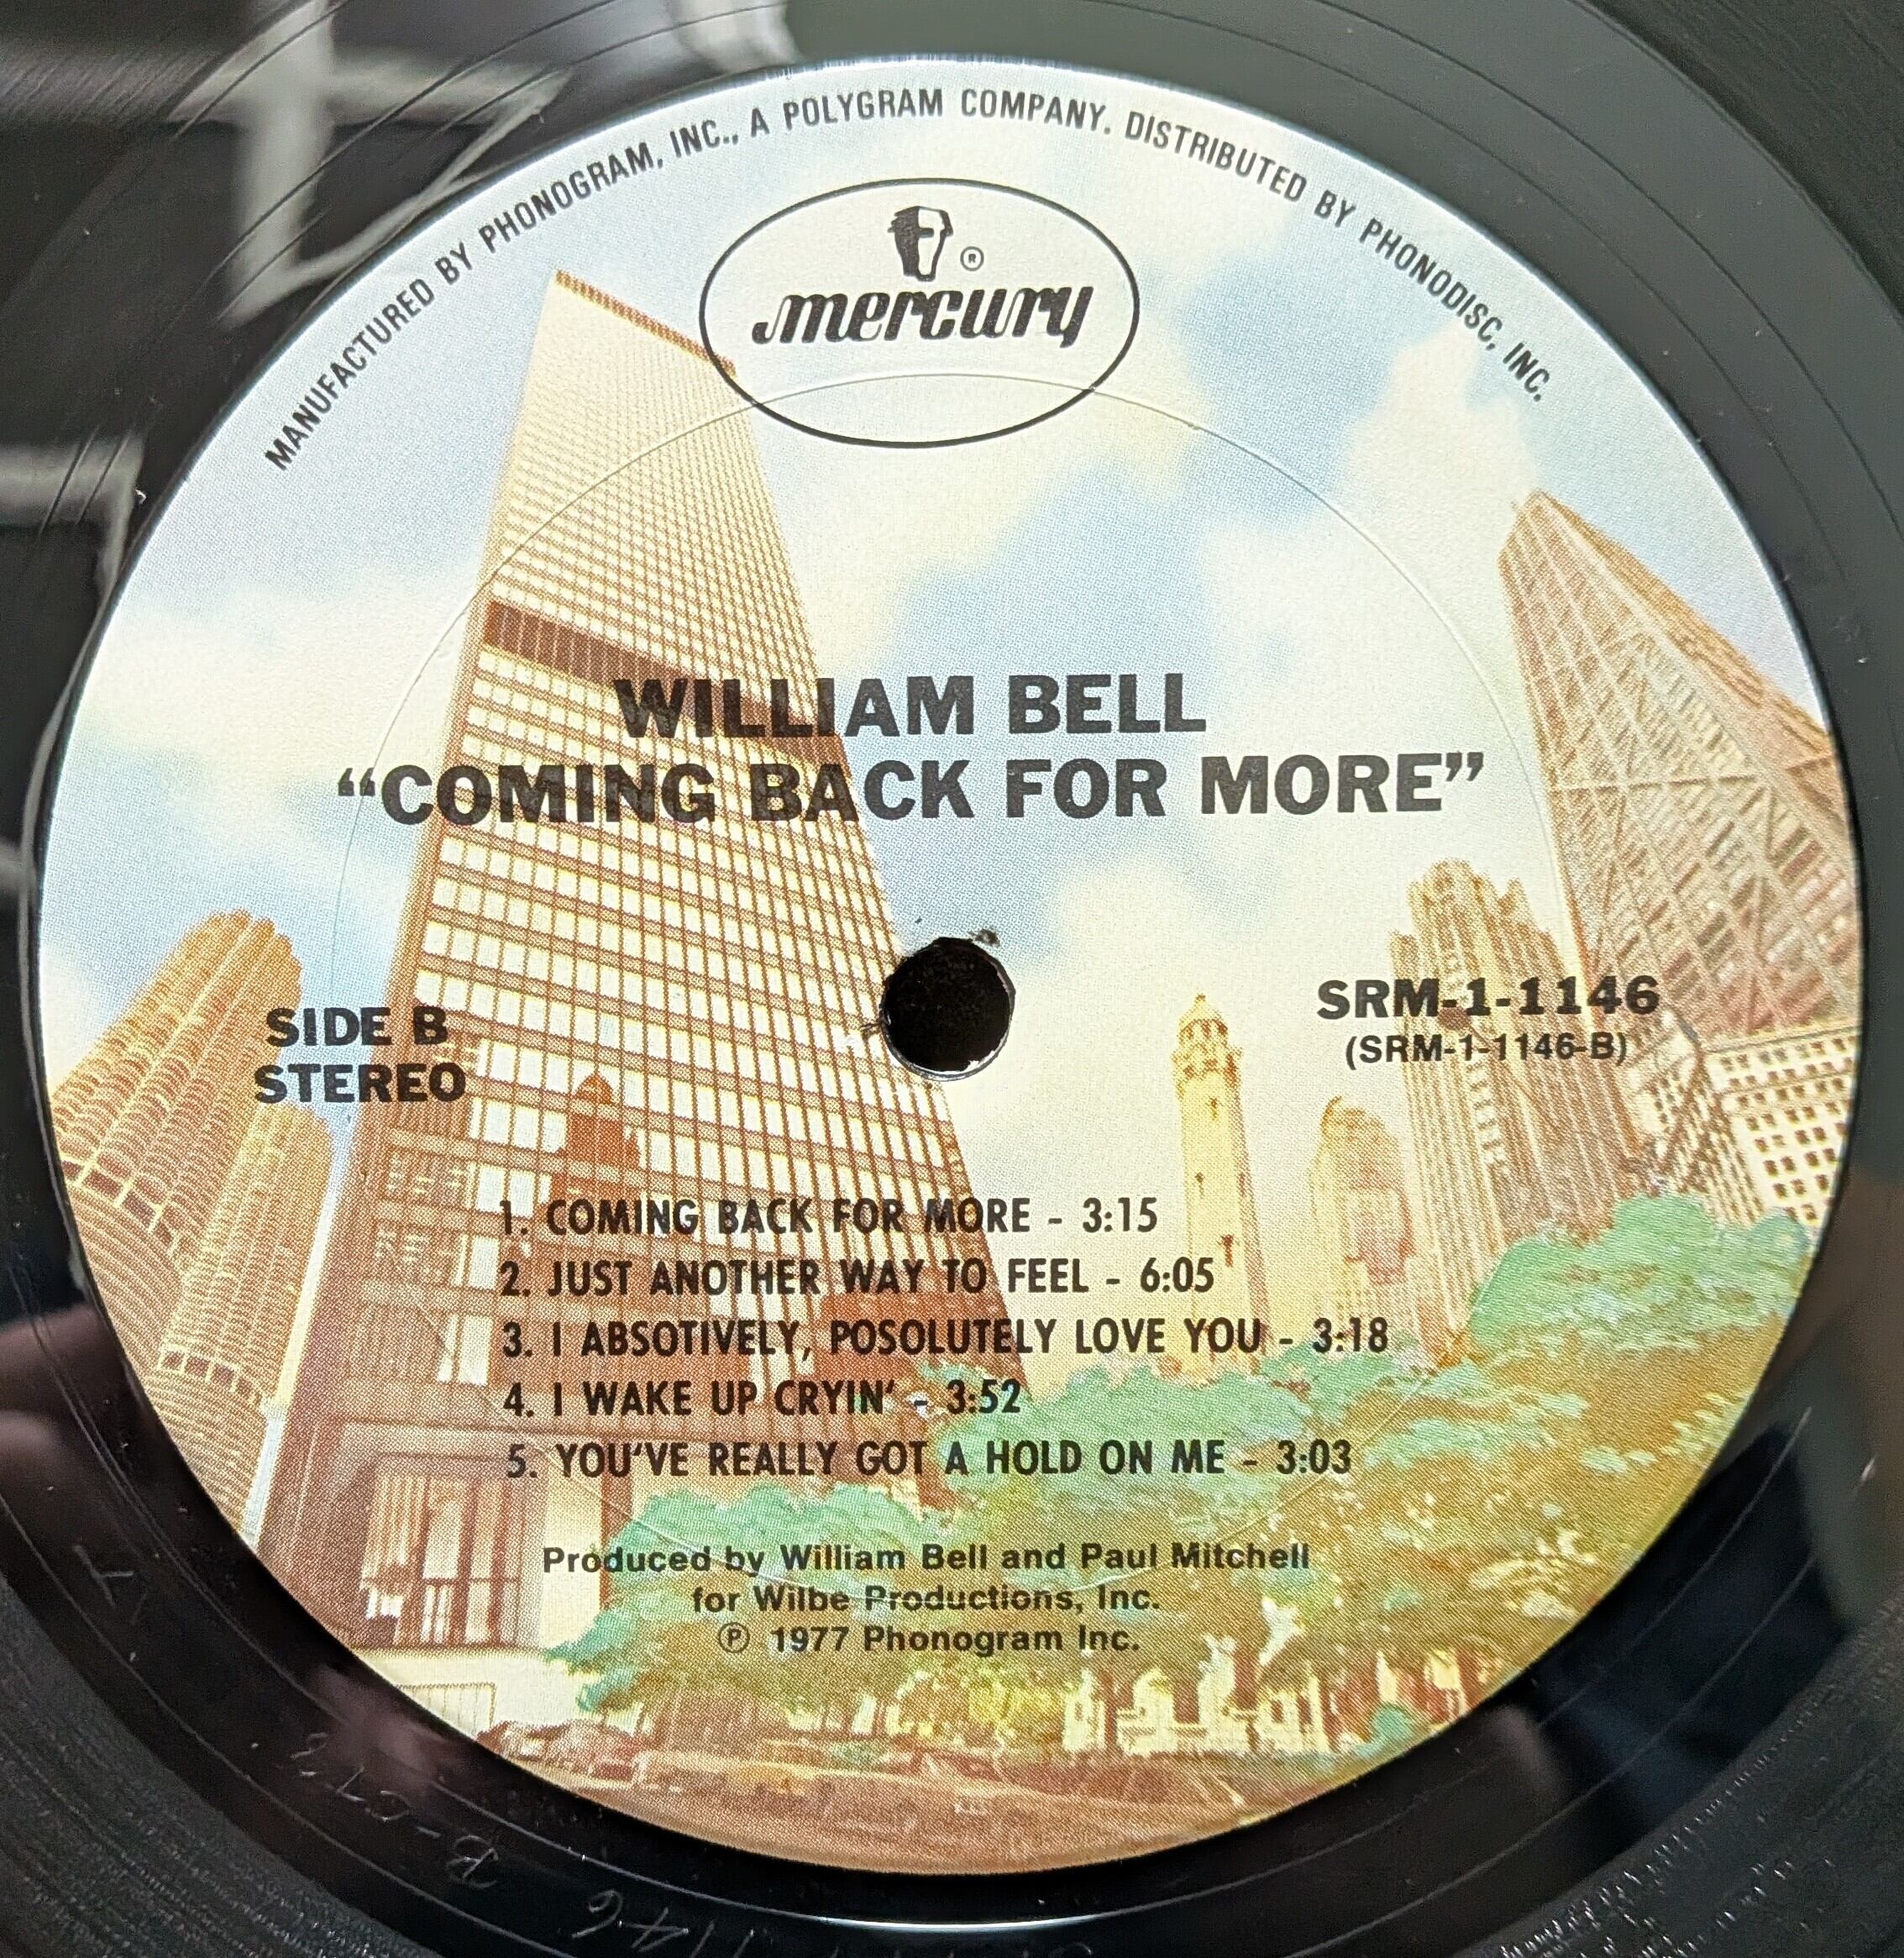 MANUFACTURED BY PHONOGRAM, INC., A POLYGRAM COMPANY. DISTRIBUTED BY PHONODISC, INC.
®
mercury
WILLIAM BELL
“COMING BACK FOR MORE”
SIDE B
STEREO
SRM-1-1146
(SRM-1-1146-B)
1. COMING BACK FOR MORE - 3:15
2. JUST ANOTHER WAY TO FEEL - 6:05
3. I ABSOTIVELY, POSOLUTELY LOVE YOU - 3:18
4. I WAKE UP CRYIN' - 3:52
5. YOU'VE REALLY GOT A HOLD ON ME - 3:03
Produced by William Bell and Paul Mitchell
for Wilbe Productions, Inc.
℗ 1977 Phonogram Inc.